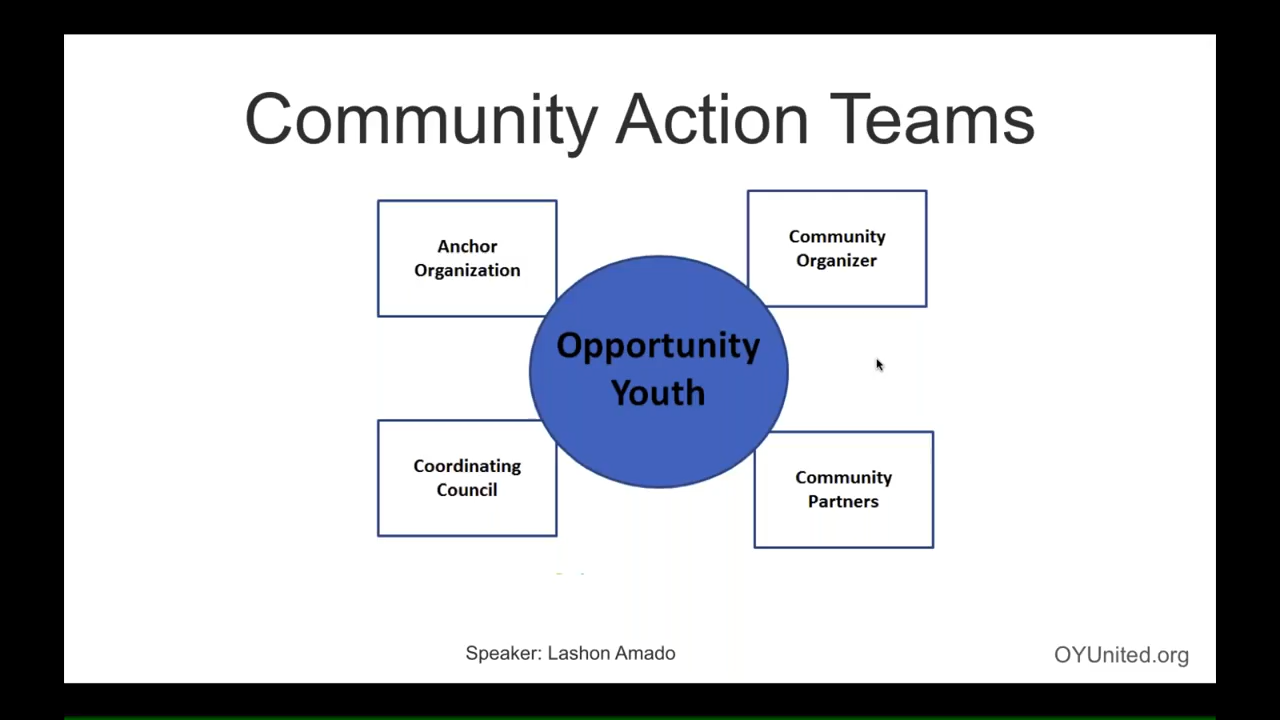 Community Action Teams
Anchor
Organization
Community
Organizer
Opportunity
Youth
Coordinating
Council
Community
Partners
Speaker: Lashon Amado
OYUnited.org